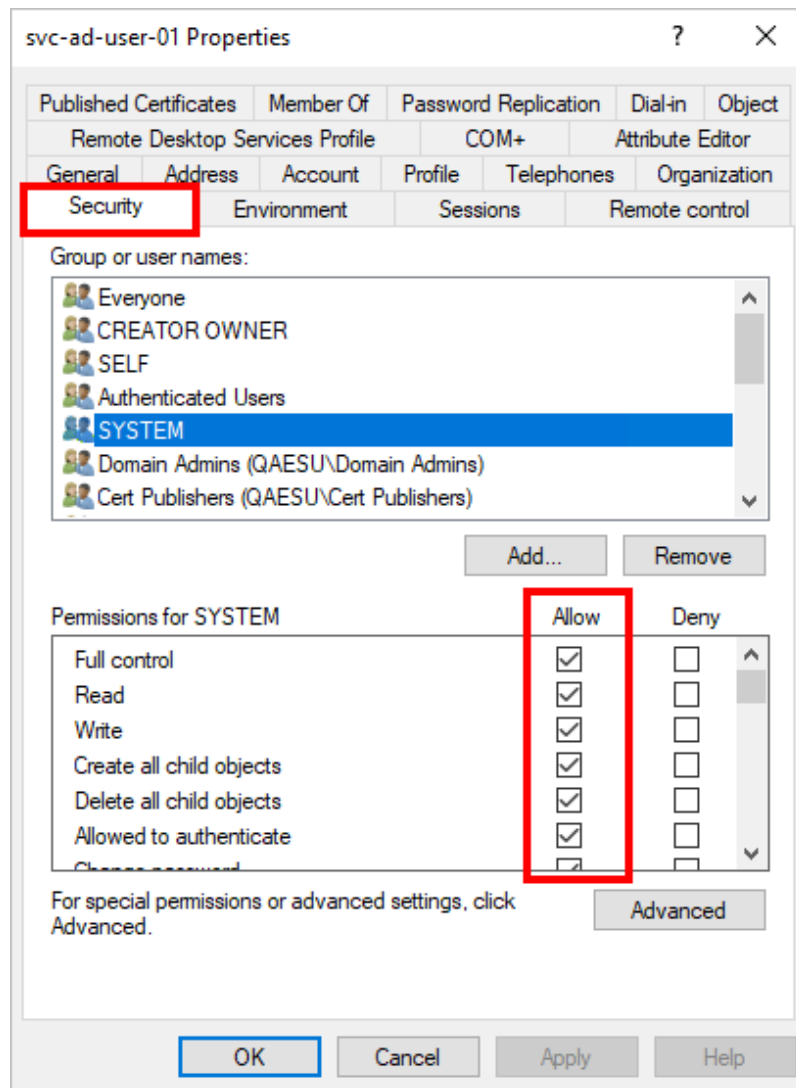 svc-ad-user-01 Properties ? ×
Published Certificates Member Of Password Replication Dial-in Object
Remote Desktop Services Profile COM+ Attribute Editor
General Address Account Profile Telephones Organization
Security Environment Sessions Remote control
Group or user names:
Everyone
CREATOR OWNER
SELF
Authenticated Users
SYSTEM
Domain Admins (QAESU\Domain Admins)
Cert Publishers (QAESU\Cert Publishers)
Add... Remove
Permissions for SYSTEM Allow Deny
Full control
Read
Write
Create all child objects
Delete all child objects
Allowed to authenticate
Change password
For special permissions or advanced settings, click
Advanced.
Advanced
OK Cancel Apply Help